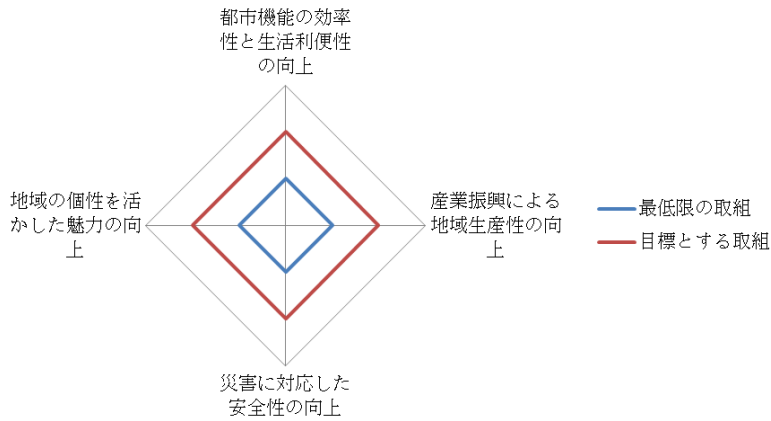 都市機能の効率
性と生活利便性
の向上
地域の個性を活
かした魅力の向
上
産業振興による
地域生産性の向
上
最低限の取組
目標とする取組
災害に対応した
安全性の向上